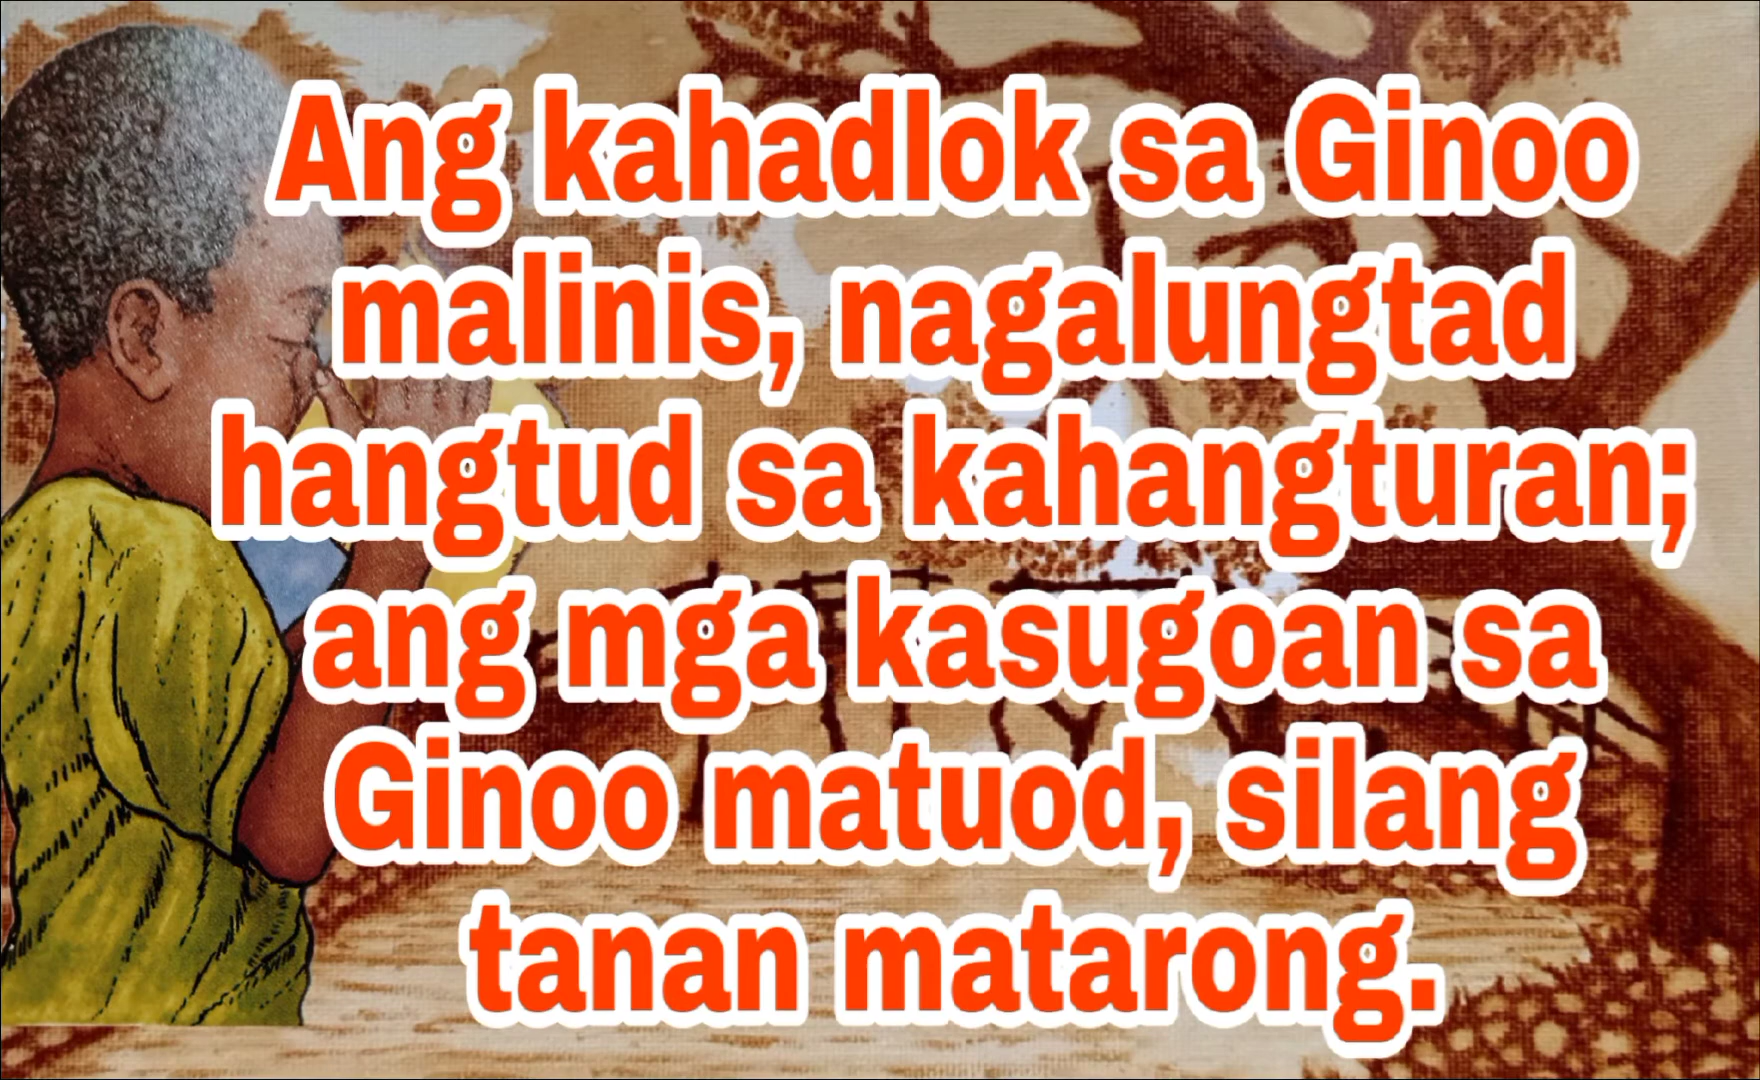 Ang kahadlok sa Ginoo
malinis, nagalungtad
hangtud sa kahangturan;
ang mga kasugoan sa
Ginoo matuod, silang
tanan matarong.